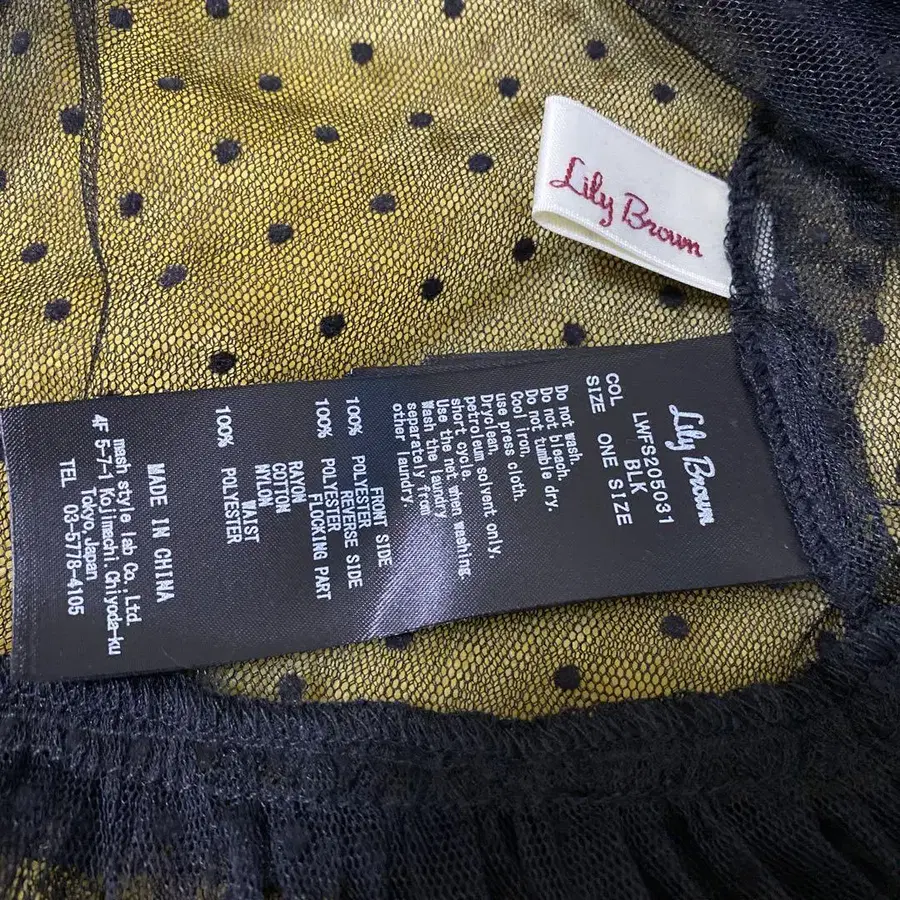 Lily Brown
Lily Brown
LWFS205031
COL BLK
SIZE ONE SIZE
Do not wash.
Do not bleach.
Do not tumble dry.
Cool iron,
use press cloth.
Dryclean,
petroleum solvent only.
short cycle.
Use the net when washing.
Wash the laundry
separately from
other laundry.
FRONT SIDE
100% POLYESTER
REVERSE SIDE
100% POLYESTER
FLOCKING PART
RAYON
COTTON
NYLON
WAIST
100% POLYESTER
MADE IN CHINA
mash style lab Co., Ltd.
4F 5-7-1 Kojimachi. Chiyoda-ku
Tokyo, Japan
TEL 03-5778-4105